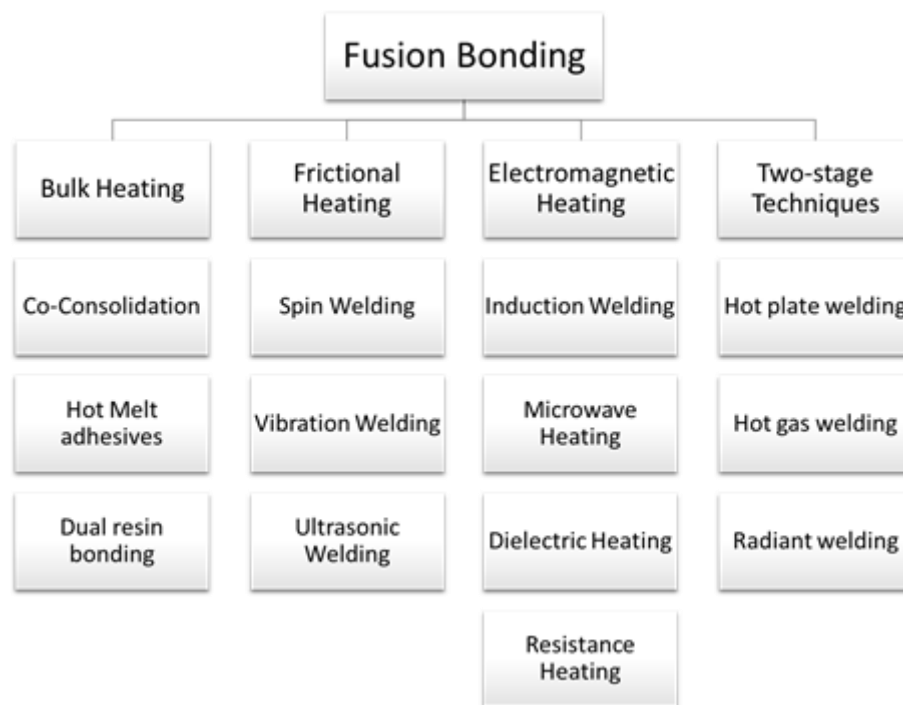 Fusion Bonding
Bulk Heating
Frictional
Heating
Electromagnetic
Heating
Two-stage
Techniques
Co-Consolidation
Spin Welding
Induction Welding
Hot plate welding
Hot Melt
adhesives
Vibration Welding
Microwave
Heating
Hot gas welding
Dual resin
bonding
Ultrasonic
Welding
Dielectric Heating
Radiant welding
Resistance
Heating